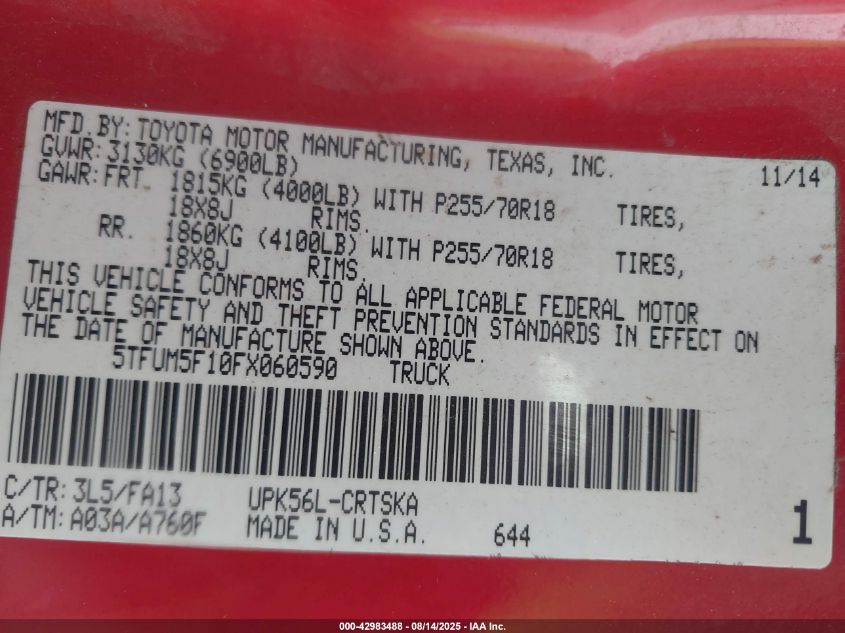 MFD.BY: TOYOTA MOTOR MANUFACTURING, TEXAS, INC. 11/14
GVWR: 3130KG (6900LB)
GAWR: FRT. 1815KG (4000LB) WITH P255/70R18 TIRES,
18X8J RIMS.
RR. 1860KG (4100LB) WITH P255/70R18 TIRES,
18X8J RIMS.
THIS VEHICLE CONFORMS TO ALL APPLICABLE FEDERAL MOTOR
VEHICLE SAFETY AND THEFT PREVENTION STANDARDS IN EFFECT ON
THE DATE OF MANUFACTURE SHOWN ABOVE.
5TFUM5F10FX060590 TRUCK
C/TR: 3L5/FA13 UPK56L-CRTSKA
A/TM: A03A/A760F MADE IN U.S.A. 644 1
000-42983488 - 08/14/2025 - IAA Inc.